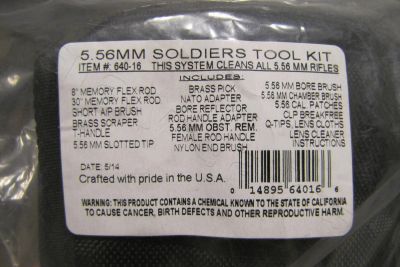 5.56MM SOLDIERS TOOL KIT
ITEM #: 640-16 THIS SYSTEM CLEANS ALL 5.56 MM RIFLES
INCLUDES:
8" MEMORY FLEX ROD
30" MEMORY FLEX ROD
SHORT AIP BRUSH
BRASS SCRAPER
T-HANDLE
5.56 MM SLOTTED TIP
BRASS PICK
NATO ADAPTER
BORE REFLECTOR
ROD HANDLE ADAPTER
5.56 MM OBST. REM.
FEMALE ROD HANDLE
NYLON END BRUSH
5.56 MM BORE BRUSH
5.56 MM CHAMBER BRUSH
5.56 CAL. PATCHES
CLP BREAKFREE
Q-TIPS, LENS CLOTHS
LENS CLEANER
INSTRUCTIONS
DATE: 5/14
Crafted with pride in the U.S.A.
0 14895 64016 6
WARNING: THIS PRODUCT CONTAINS A CHEMICAL KNOWN TO THE STATE OF CALIFORNIA
TO CAUSE CANCER, BIRTH DEFECTS AND OTHER REPRODUCTIVE HARM.